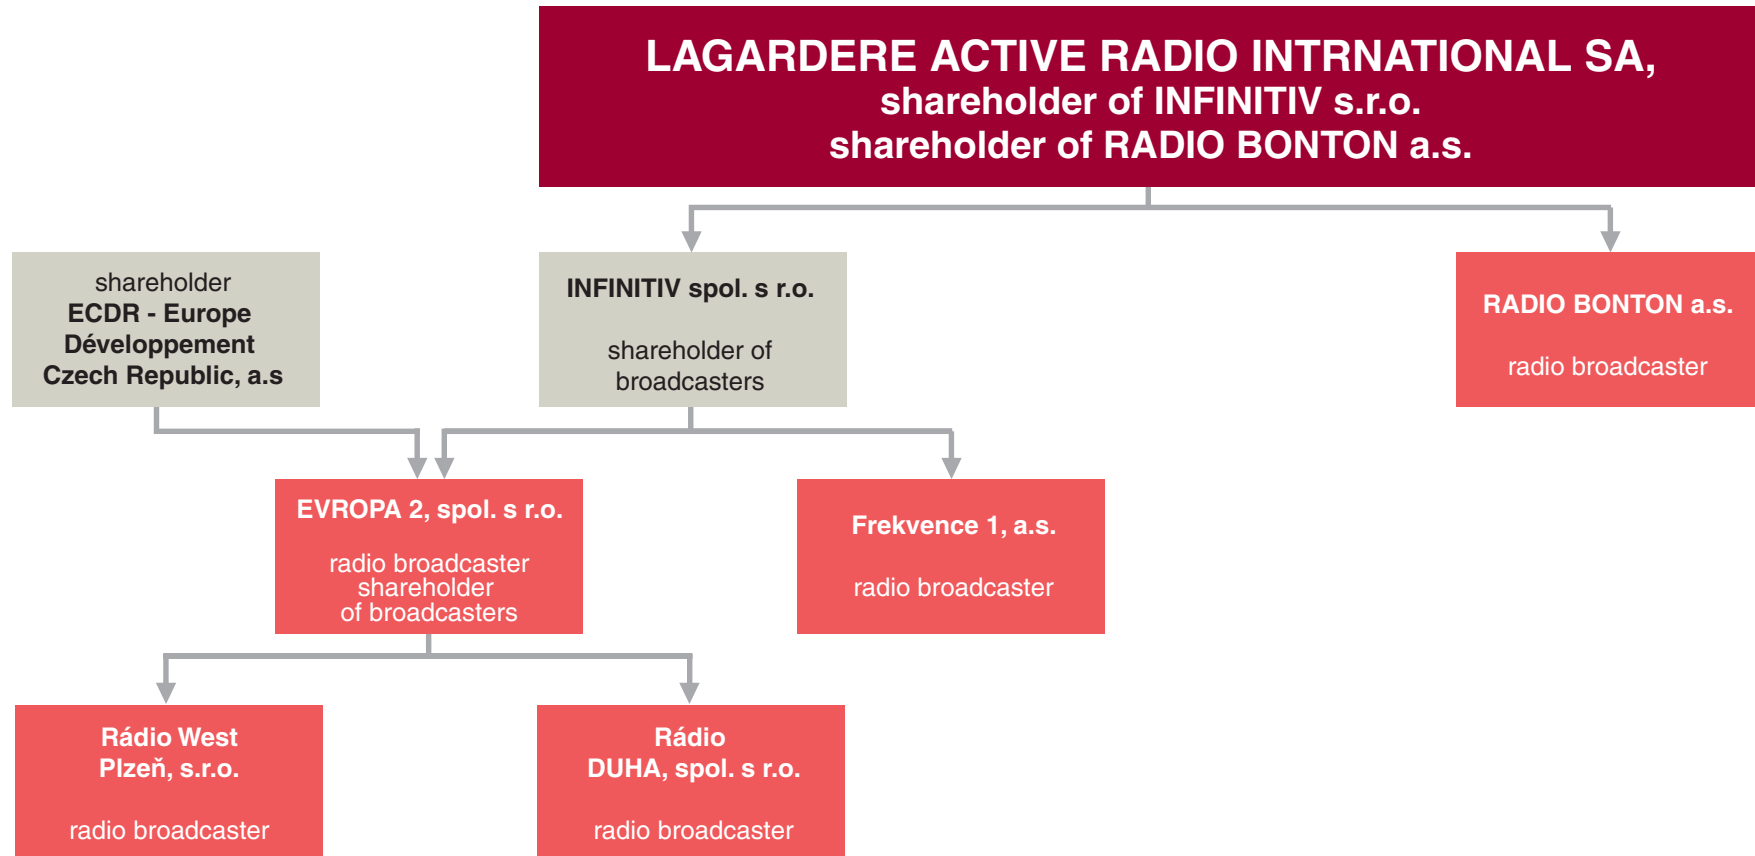 LAGARDERE ACTIVE RADIO INTRNATIONAL SA,
shareholder of INFINITIV s.r.o.
shareholder of RADIO BONTON a.s.
shareholder
ECDR - Europe
Développement
Czech Republic, a.s
INFINITIV spol. s r.o.
shareholder of
broadcasters
RADIO BONTON a.s.
radio broadcaster
EVROPA 2, spol. s r.o.
radio broadcaster
shareholder
of broadcasters
Frekvence 1, a.s.
radio broadcaster
Rádio West
Plzeň, s.r.o.
radio broadcaster
Rádio
DUHA, spol. s r.o.
radio broadcaster